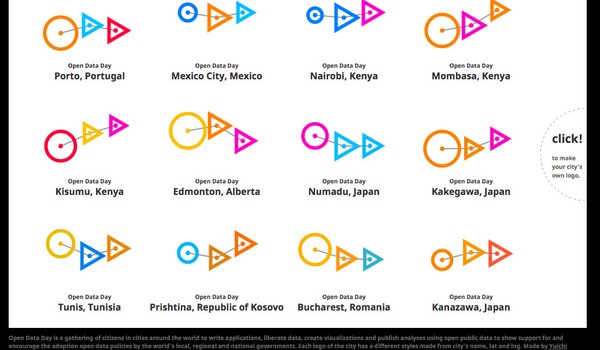 Open Data Day
Porto, Portugal
Open Data Day
Mexico City, Mexico
Open Data Day
Nairobi, Kenya
Open Data Day
Mombasa, Kenya
Open Data Day
Kisumu, Kenya
Open Data Day
Edmonton, Alberta
Open Data Day
Numadu, Japan
Open Data Day
Kakegawa, Japan
click!
to make
your city's
own logo.
Open Data Day
Tunis, Tunisia
Open Data Day
Prishtina, Republic of Kosovo
Open Data Day
Bucharest, Romania
Open Data Day
Kanazawa, Japan
Open Data Day is a gathering of citizens in cities around the world to write applications, liberate data, create visualizations and publish analyses using open public data to show support for and
encourage the adoption open data policies by the world's local, regional and national governments. Each logo of the city has a different styles made from city's name, lat and lng. Made by Yuichi